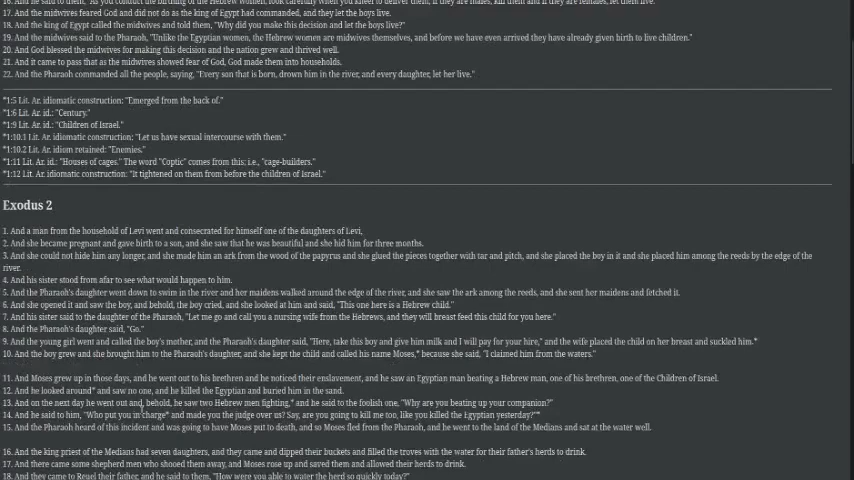 16. And he said to them, "As you conduct the birthing of the Hebrew women, look carefully when you kneel to deliver them, if they are males, kill them and if they are females, let them live.
17. And the midwives feared God and did not do as the king of Egypt had commanded, and they let the boys live.
18. And the king of Egypt called the midwives and told them, "Why did you make this decision and let the boys live?"
19. And the midwives said to the Pharaoh, "Unlike the Egyptian women, the Hebrew women are midwives themselves, and before we have even arrived they have already given birth to live children."
20. And God blessed the midwives for making this decision and the nation grew and thrived well.
21. And it came to pass that as the midwives showed fear of God, God made them into households.
22. And the Pharaoh commanded all the people, saying, "Every son that is born, drown him in the river, and every daughter, let her live."
*1:5 Lit. Ar. idiomatic construction: "Emerged from the back of."
*1:6 Lit. Ar. id.: "Century."
*1:9 Lit. Ar. id.: "Children of Israel."
*1:10.1 Lit. Ar. idiomatic construction: "Let us have sexual intercourse with them."
*1:10.2 Lit. Ar. idiom retained: "Enemies."
*1:11 Lit. Ar. id.: "Houses of cages." The word "Coptic" comes from this; i.e., "cage-builders.
*1:12 Lit. Ar. idiomatic construction: "It tightened on them from before the children of Israel."
Exodus 2
1. And a man from the household of Levi went and consecrated for himself one of the daughters of Levi,
2. And she became pregnant and gave birth to a son, and she saw that he was beautiful and she hid him for three months.
3. And she could not hide him any longer, and she made him an ark from the wood of the papyrus and she glued the pieces together with tar and pitch, and she placed the boy in it and she placed him among the reeds by the edge of the
river.
4. And his sister stood from afar to see what would happen to him.
5. And the Pharaoh's daughter went down to swim in the river and her maidens walked around the edge of the river, and she saw the ark among the reeds, and she sent her maidens and fetched it.
6. And she opened it and saw the boy, and behold, the boy cried, and she looked at him and said, "This one here is a Hebrew child."
7. And his sister said to the daughter of the Pharaoh, "Let me go and call you a nursing wife from the Hebrews, and they will breast feed this child for you here."
8. And the Pharaoh's daughter said, "Go."
9. And the young girl went and called the boy's mother, and the Pharaoh's daughter said, "Here, take this boy and give him milk and I will pay for your hire," and the wife placed the child on her breast and suckled him.*
10. And the boy grew and she brought him to the Pharaoh's daughter, and she kept the child and called his name Moses,* because she said, "I claimed him from the waters."
11. And Moses grew up in those days, and he went out to his brethren and he noticed their enslavement, and he saw an Egyptian man beating a Hebrew man, one of his brethren, one of the Children of Israel.
12. And he looked around* and saw no one, and he killed the Egyptian and buried him in the sand.
13. And on the next day he went out and, behold, he saw two Hebrew men fighting,* and he said to the foolish one, "Why are you beating up your companion?"
14. And he said to him, "Who put you in charge* and made you the judge over us? Say, are you going to kill me too, like you killed the Egyptian yesterday?"*
15. And the Pharaoh heard of this incident and was going to have Moses put to death, and so Moses fled from the Pharaoh, and he went to the land of the Medians and sat at the water well.
16. And the king priest of the Medians had seven daughters, and they came and dipped their buckets and filled the troves with the water for their father's herds to drink.
17. And there came some shepherd men who shooed them away, and Moses rose up and saved them and allowed their herds to drink.
18. And they came to Reuel their father, and he said to them, "How were you able to water the herd so quickly today?"